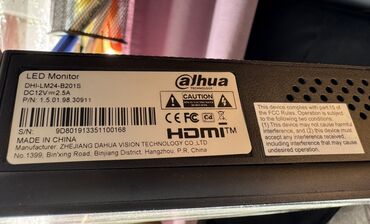 LED Monitor
DHI-LM24-B201S
DC12V⎓2.5A
P/N: 1.5.01.98.30911
alhua
TECHNOLOGY
CAUTION
S/N:
9D801913351100168
MADE IN CHINA
HDMI™
Manufacturer: ZHEJIANG DAHUA VISION TECHNOLOGY CO., LTD
No.1399, Binxing Road, Binjiang District, Hangzhou, P.R, China
This device complies with part 15 of
the FCC Rules. Operation is subject to
the following two conditions:
(1) This device may not cause harmful
interference, and (2) this device must
accept any interference received,
including interference that may cause
undesired operation.